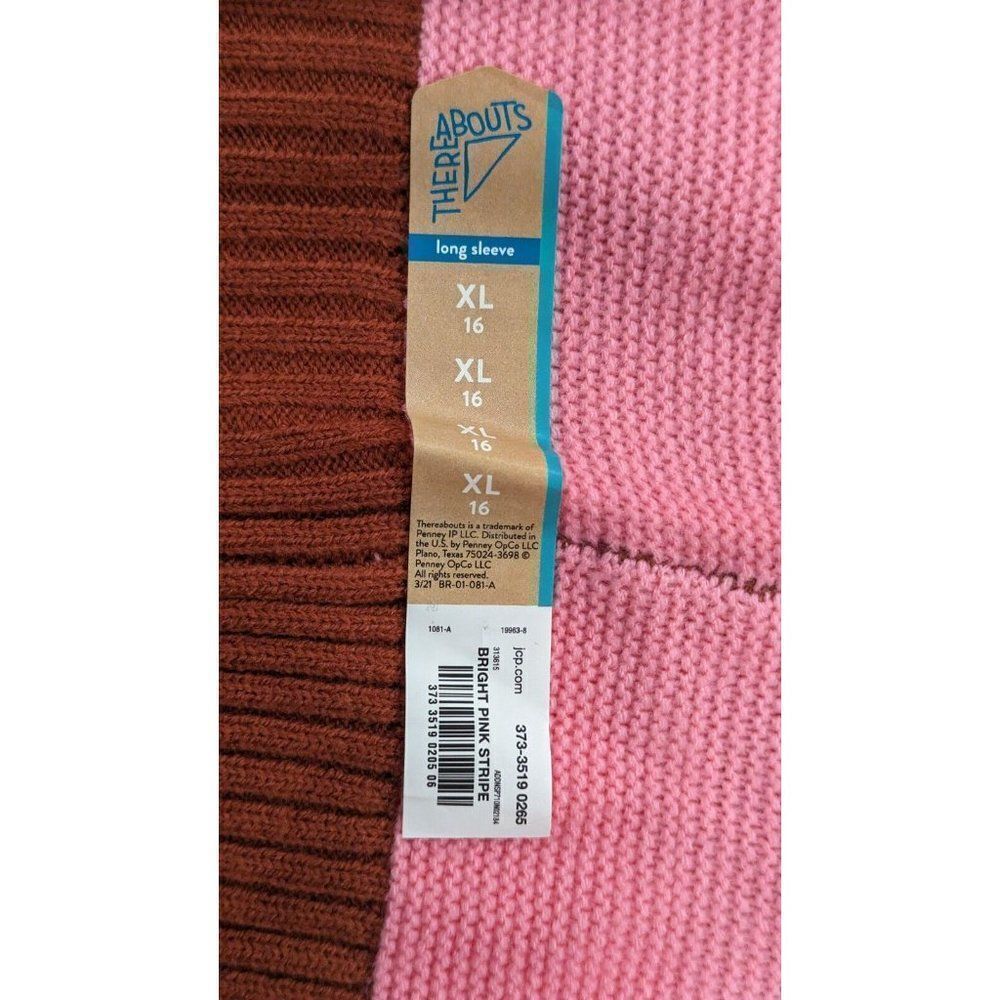 THEREABOUTS
long sleeve
XL
16
XL
16
XL
16
XL
16
Thereabouts is a trademark of
Penney IP LLC. Distributed in
the U.S. by Penney OpCo LLC
Plano, Texas 75024-3698 ©
Penney OpCo LLC
All rights reserved.
3/21 BR-01-081-A
1081-A 19963-8
jcp.com 373-3519 0265
313615
BRIGHT PINK STRIPE
373 3519 0205 06